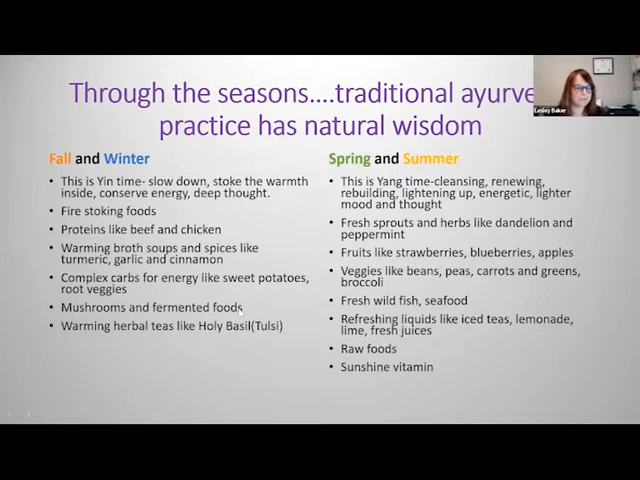 Through the seasons....traditional ayurve
practice has natural wisdom
Lesley Baker
Fall and Winter
• This is Yin time- slow down, stoke the warmth
inside, conserve energy, deep thought.
• Fire stoking foods
• Proteins like beef and chicken
• Warming broth soups and spices like
turmeric, garlic and cinnamon
• Complex carbs for energy like sweet potatoes,
root veggies
• Mushrooms and fermented foods
• Warming herbal teas like Holy Basil(Tulsi)
Spring and Summer
• This is Yang time-cleansing, renewing,
rebuilding, lightening up, energetic, lighter
mood and thought
• Fresh sprouts and herbs like dandelion and
peppermint
• Fruits like strawberries, blueberries, apples
• Veggies like beans, peas, carrots and greens,
broccoli
• Fresh wild fish, seafood
• Refreshing liquids like iced teas, lemonade,
lime, fresh juices
• Raw foods
• Sunshine vitamin